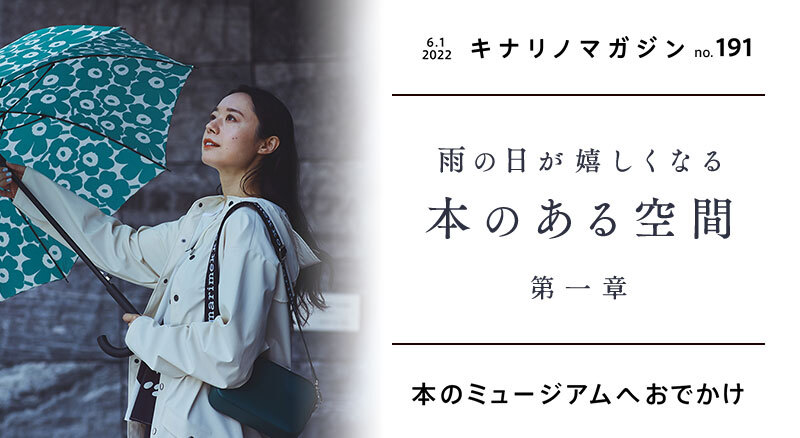 6.1
2022
キナリノマガジン no.191
雨の日が嬉しくなる
本のある空間
第一章
本のミュージアムへおでかけ
marimekko